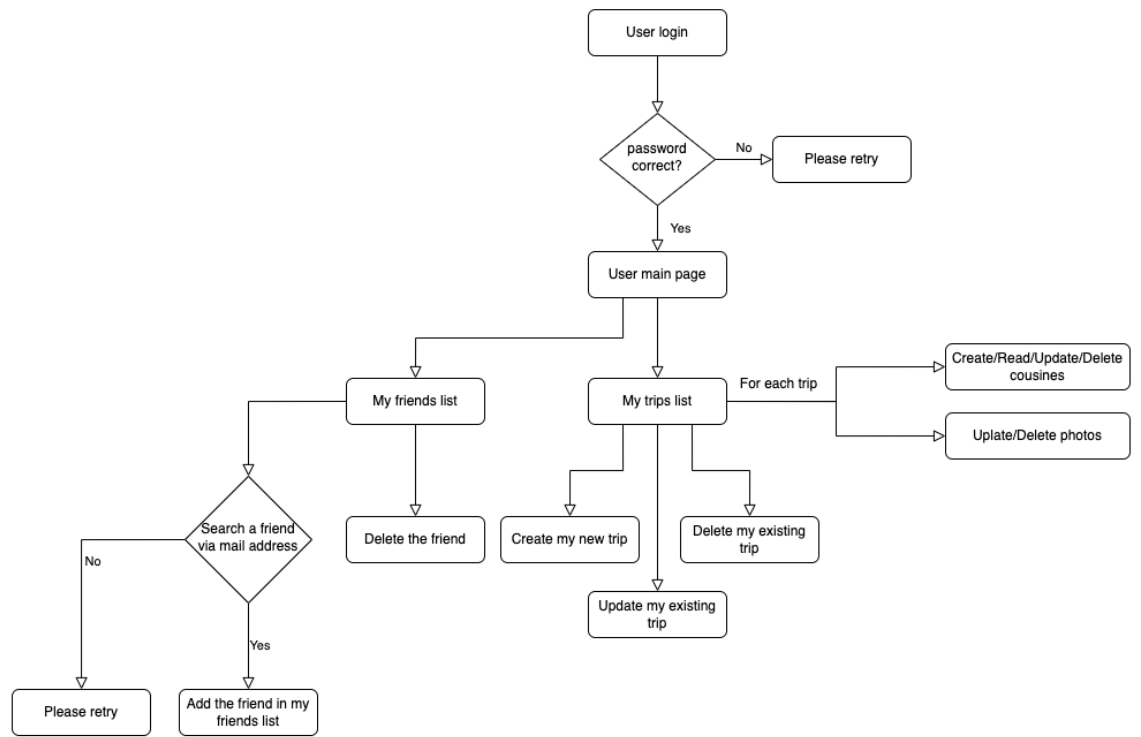 User login
password
correct?
No
Please retry
Yes
User main page
My friends list
My trips list
For each trip
Create/Read/Update/Delete
cousines
Uplate/Delete photos
Search a friend
via mail address
Delete the friend
Create my new trip
Delete my existing
trip
Update my existing
trip
No
Yes
Please retry
Add the friend in my
friends list